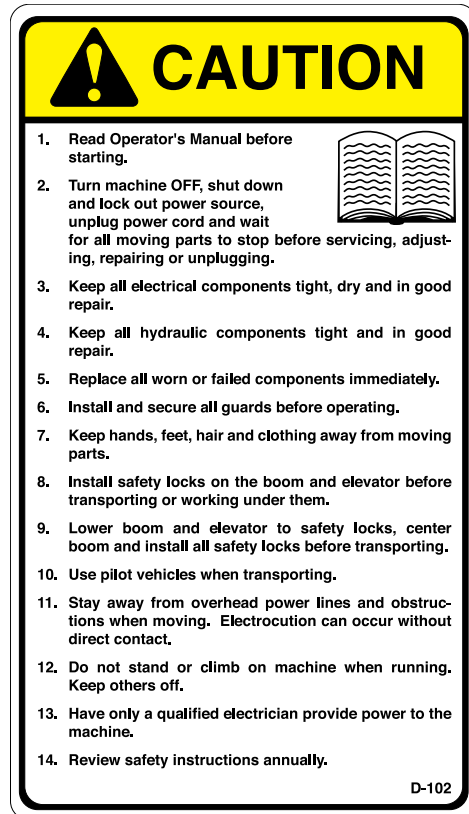 CAUTION
1. Read Operator's Manual before
starting.
2. Turn machine OFF, shut down
and lock out power source,
unplug power cord and wait
for all moving parts to stop before servicing, adjust-
ing, repairing or unplugging.
3. Keep all electrical components tight, dry and in good
repair.
4. Keep all hydraulic components tight and in good
repair.
5. Replace all worn or failed components immediately.
6. Install and secure all guards before operating.
7. Keep hands, feet, hair and clothing away from moving
parts.
8. Install safety locks on the boom and elevator before
transporting or working under them.
9. Lower boom and elevator to safety locks, center
boom and install all safety locks before transporting.
10. Use pilot vehicles when transporting.
11. Stay away from overhead power lines and obstruc-
tions when moving. Electrocution can occur without
direct contact.
12. Do not stand or climb on machine when running.
Keep others off.
13. Have only a qualified electrician provide power to the
machine.
14. Review safety instructions annually.
D-102